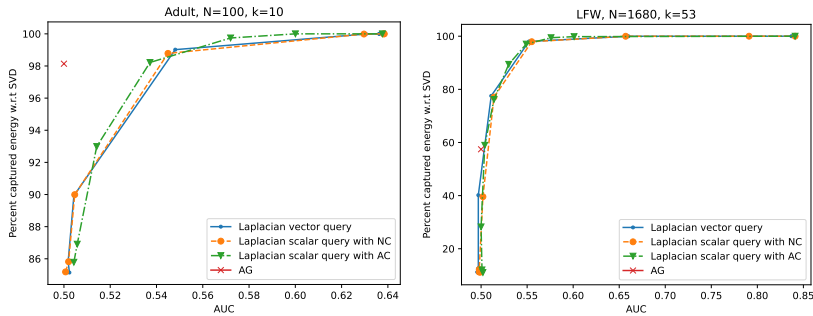 Adult, N=100, k=10
Percent captured energy w.r.t SVD
100
98
96
94
92
90
88
86
Laplacian vector query
Laplacian scalar query with NC
Laplacian scalar query with AC
AG
0.50 0.52 0.54 0.56 0.58 0.60 0.62 0.64
AUC
LFW, N=1680, k=53
Percent captured energy w.r.t SVD
100
80
60
40
20
Laplacian vector query
Laplacian scalar query with NC
Laplacian scalar query with AC
AG
0.50 0.55 0.60 0.65 0.70 0.75 0.80 0.85
AUC